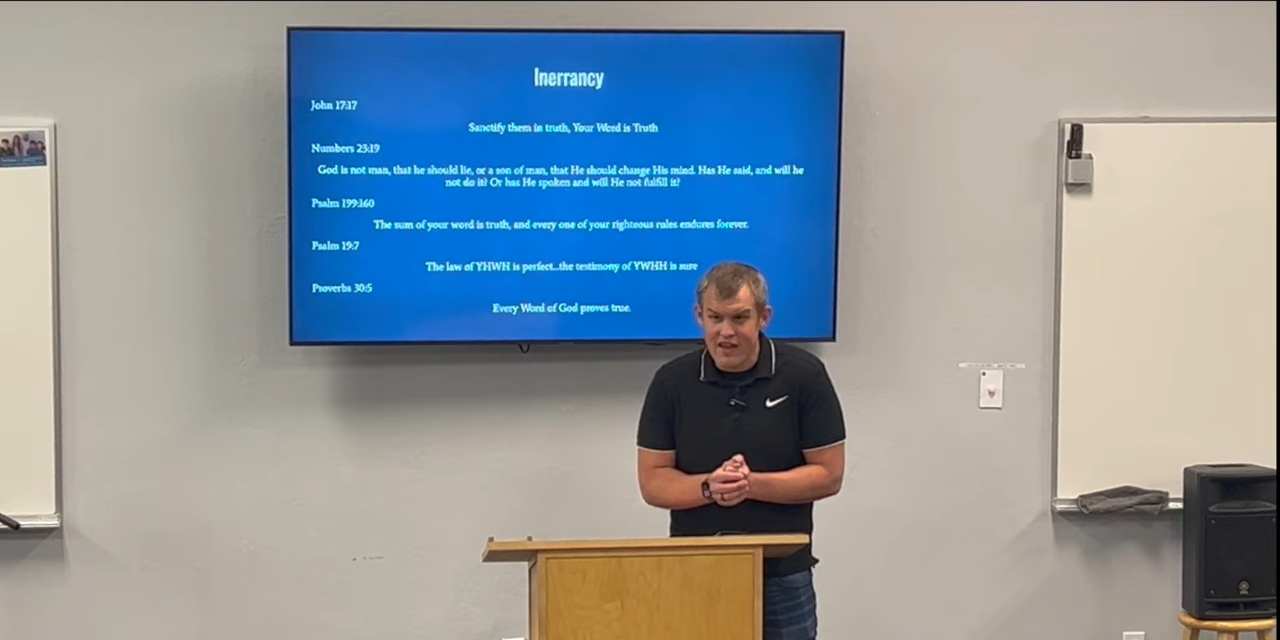 Inerrancy
John 17:17
Sanctify them in truth, Your Word is Truth
Numbers 23:19
God is not man, that he should lie, or a son of man, that He should change His mind. Has He said, and will he
not do it? Or has He spoken and will He not fulfill it?
Psalm 199:160
The sum of your word is truth, and every one of your righteous rules endures forever.
Psalm 19:7
The law of YHWH is perfect...the testimony of YWHH is sure
Proverbs 30:5
Every Word of God proves true.